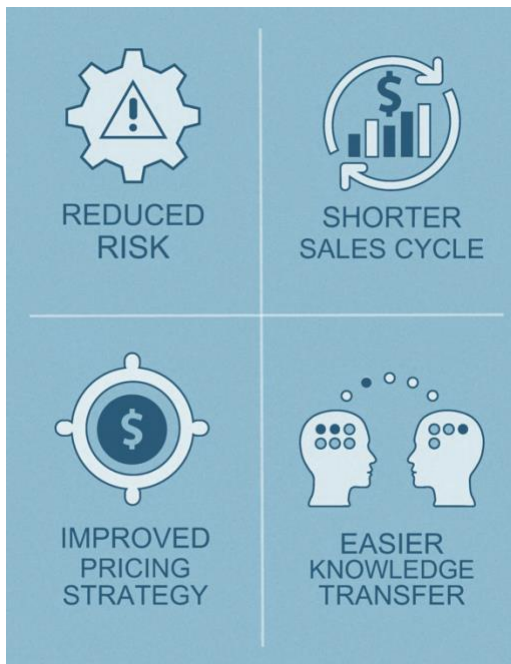 REDUCED
RISK
$
SHORTER
SALES CYCLE
$
IMPROVED
PRICING
STRATEGY
EASIER
KNOWLEDGE
TRANSFER